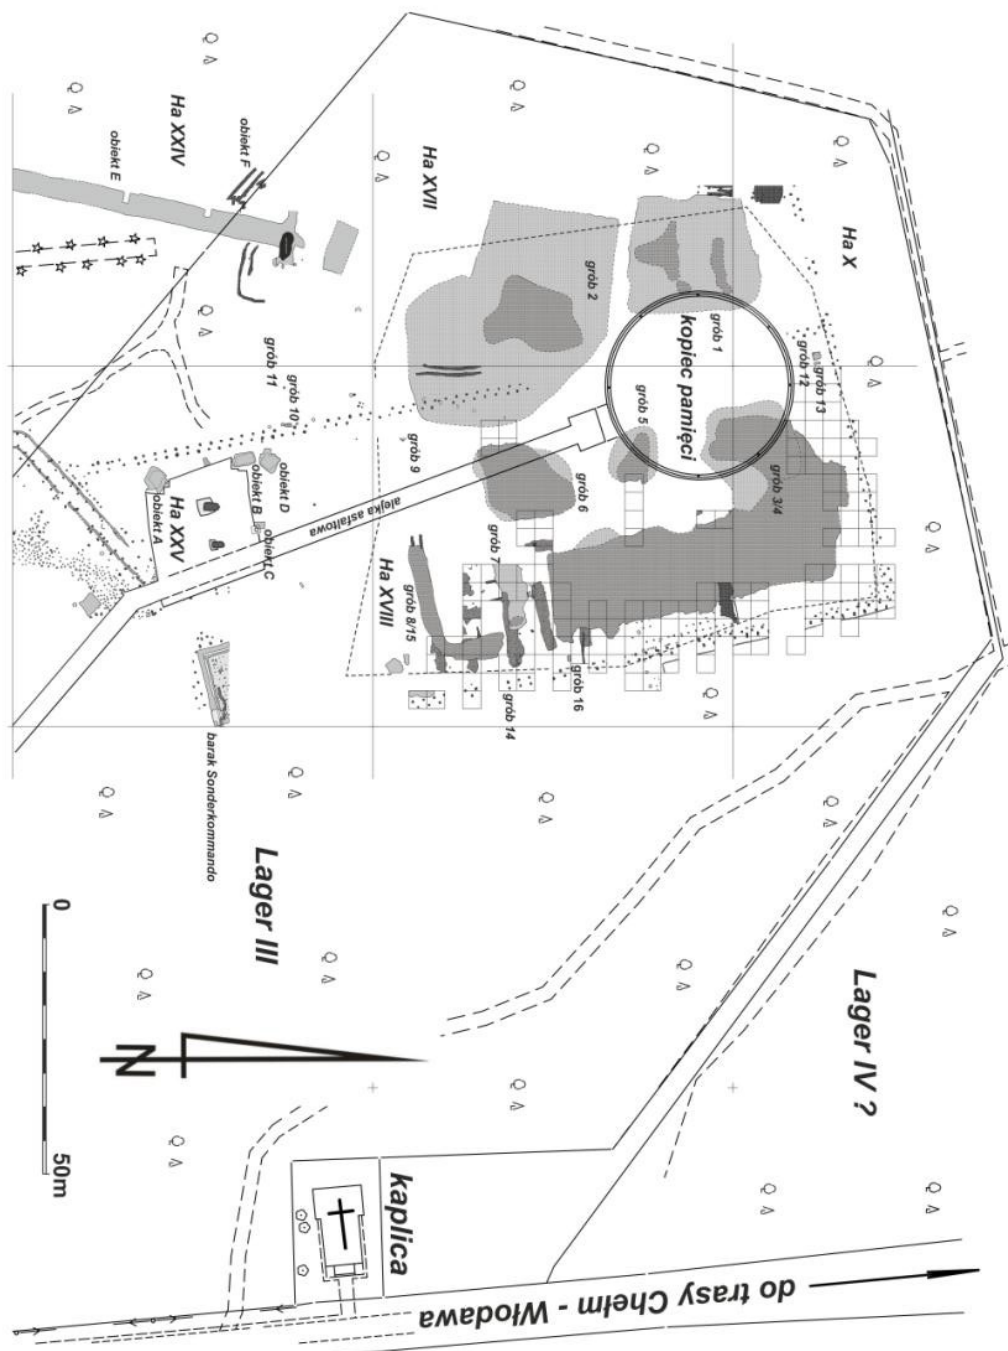 Ha XXIV
obiekt E
obiekt F
Ha XVII
Ha X
grób 2
grób 1
kopiec pamięci
grób 13
grób 12
grób 11
grób 10
grób 9
grób 5
grób 6
grób 3/4
alejka asfaltowa
obiekt D
obiekt B
obiekt A
obiekt C
Ha XXV
Ha XVIII
grób 7
grób 8/15
grób 16
grób 14
barak Sonderkommando
Lager III
Lager IV ?
0
50m
N
kaplica
do trasy Chełm - Włodawa